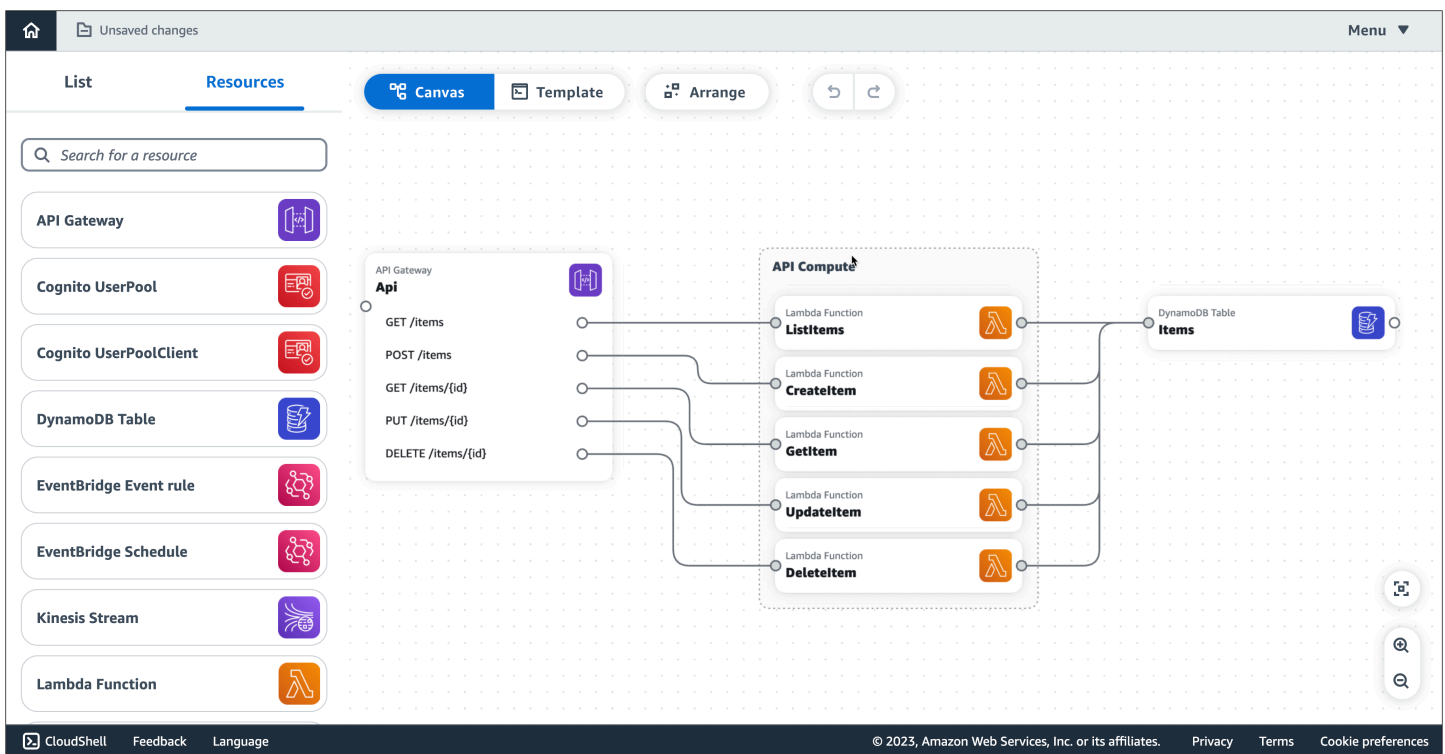 Unsaved changes
Menu ▼
List
Resources
Canvas
Template
Arrange
Search for a resource
API Gateway
Cognito UserPool
Cognito UserPoolClient
DynamoDB Table
EventBridge Event rule
EventBridge Schedule
Kinesis Stream
Lambda Function
API Gateway
Api
GET /items
POST /items
GET /items/{id}
PUT /items/{id}
DELETE /items/{id}
API Compute
Lambda Function
ListItems
Lambda Function
CreateItem
Lambda Function
GetItem
Lambda Function
UpdateItem
Lambda Function
DeleteItem
DynamoDB Table
Items
CloudShell
Feedback
Language
© 2023, Amazon Web Services, Inc. or its affiliates.
Privacy
Terms
Cookie preferences